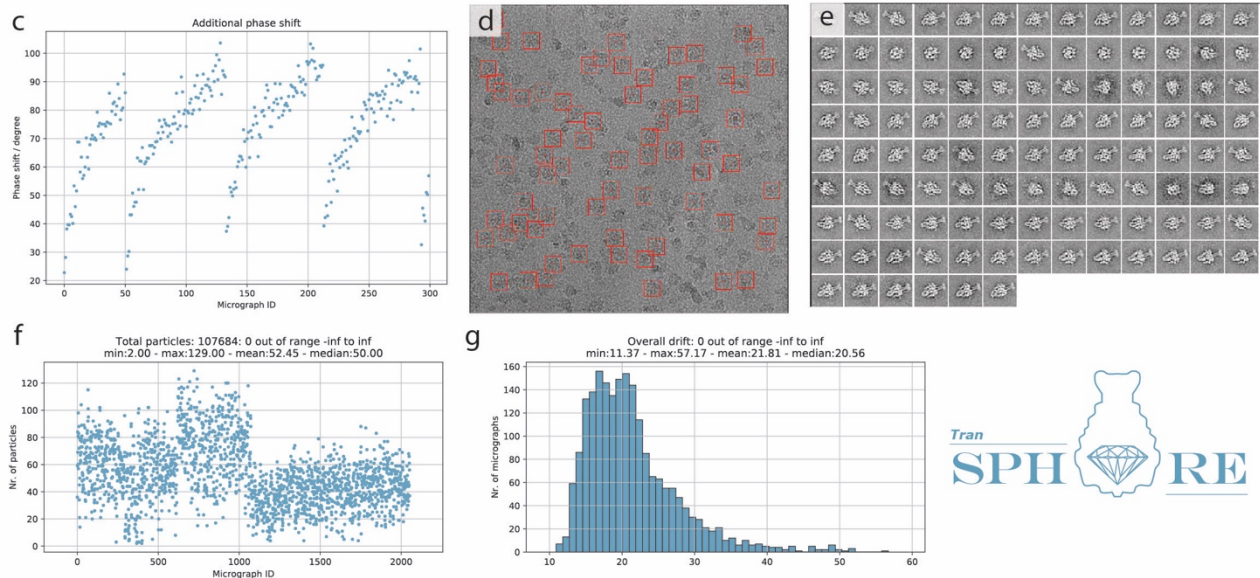 c
Additional phase shift
100
90
80
70
60
50
40
30
20
Phase shift / degree
0
50
100
150
200
250
300
Micrograph ID
d
e
f
Total particles: 107684: 0 out of range -inf to inf
min:2.00 - max:129.00 - mean:52.45 - median:50.00
120
100
80
60
40
20
0
Nr. of particles
0
500
1000
1500
2000
Micrograph ID
g
Overall drift: 0 out of range -inf to inf
min:11.37 - max:57.17 - mean:21.81 - median:20.56
160
140
120
100
80
60
40
20
0
Nr. of micrographs
10
20
30
40
50
60
Tran
SPH RE